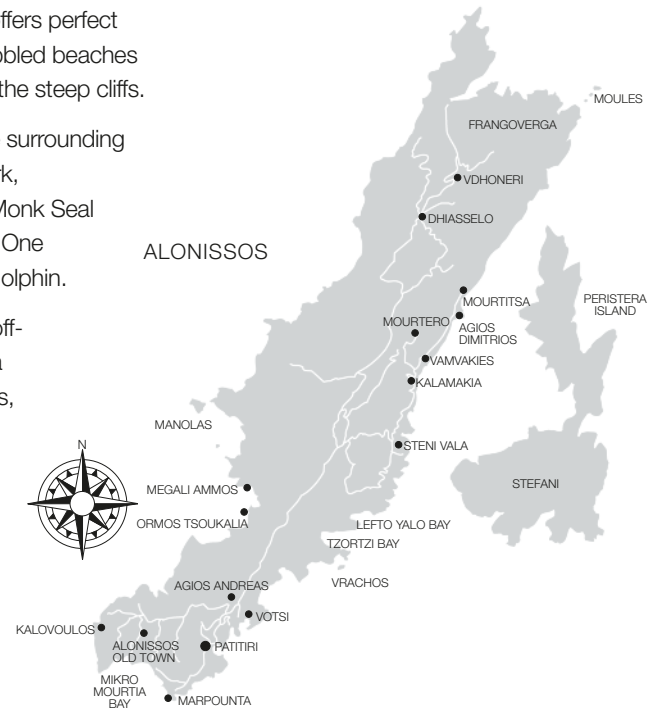 ffers perfect
bbled beaches
the steep cliffs.
surrounding
rk,
Monk Seal
One
olphin.
off-
s,
ALONISSOS
FRANGOVERGA
MOULES
VDHONERI
DHIASSELO
MOURTITSA
PERISTERA
ISLAND
MOURTERO
AGIOS
DIMITRIOS
VAMVAKIES
KALAMAKIA
MANOLAS
STENI VALA
N
STEFANI
MEGALI AMMOS
ORMOS TSOUKALIA
LEFTO YALO BAY
TZORTZI BAY
VRACHOS
AGIOS ANDREAS
VOTSI
KALOVOULOS
ALONISSOS
OLD TOWN
PATITIRI
MIKRO
MOURTIA
BAY
MARPOUNTA